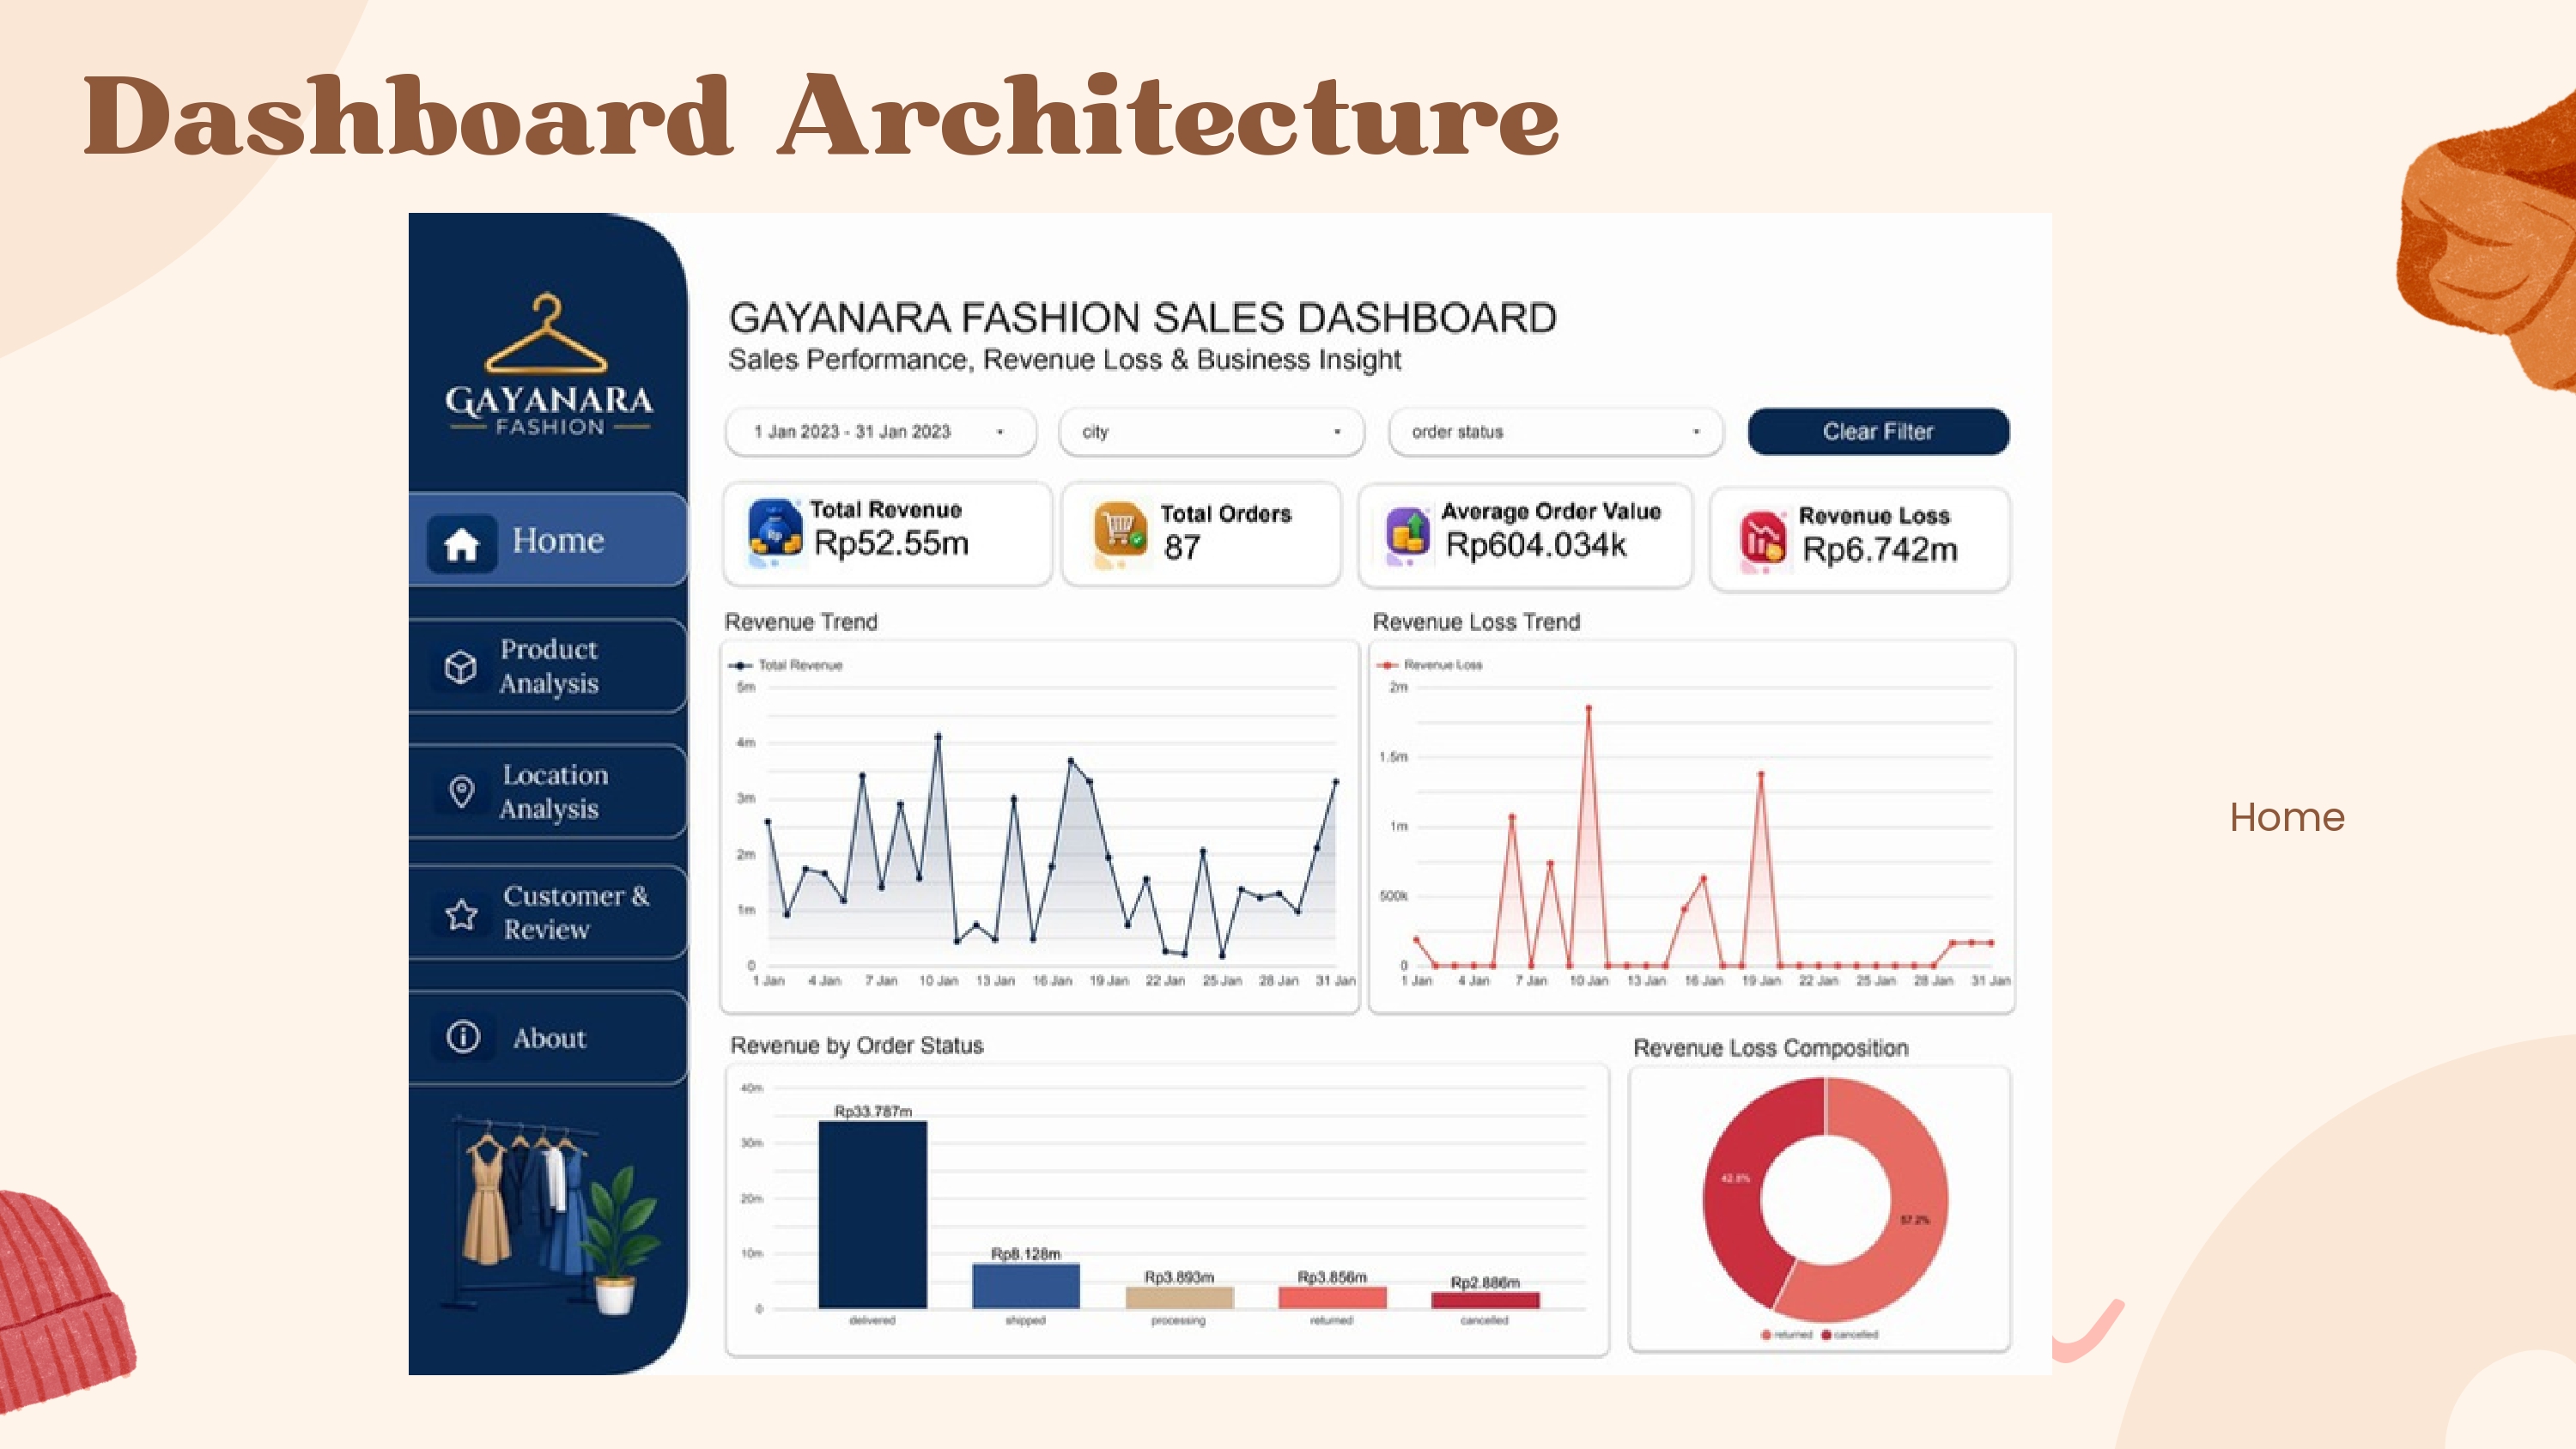 Dashboard Architecture
GAYANARA
FASHION
Home
Product
Analysis
Location
Analysis
Customer &
Review
About
GAYANARA FASHION SALES DASHBOARD
Sales Performance, Revenue Loss & Business Insight
1 Jan 2023 - 31 Jan 2023
city
order status
Clear Filter
Total Revenue
Rp52.55m
Total Orders
87
Average Order Value
Rp604.034k
Revenue Loss
Rp6.742m
Revenue Trend
Total Revenue
5m
4m
3m
2m
1m
0
1 Jan 4 Jan 7 Jan 10 Jan 13 Jan 16 Jan 19 Jan 22 Jan 25 Jan 28 Jan 31 Jan
Revenue Loss Trend
Revenue Loss
2m
1.5m
1m
500k
0
1 Jan 4 Jan 7 Jan 10 Jan 13 Jan 16 Jan 19 Jan 22 Jan 25 Jan 28 Jan 31 Jan
Revenue by Order Status
40m
30m
20m
10m
0
Rp33.787m
Rp8.128m
Rp3.893m
Rp3.856m
Rp2.886m
delivered shipped processing returned cancelled
Revenue Loss Composition
42.8%
57.2%
returned cancelled
Home